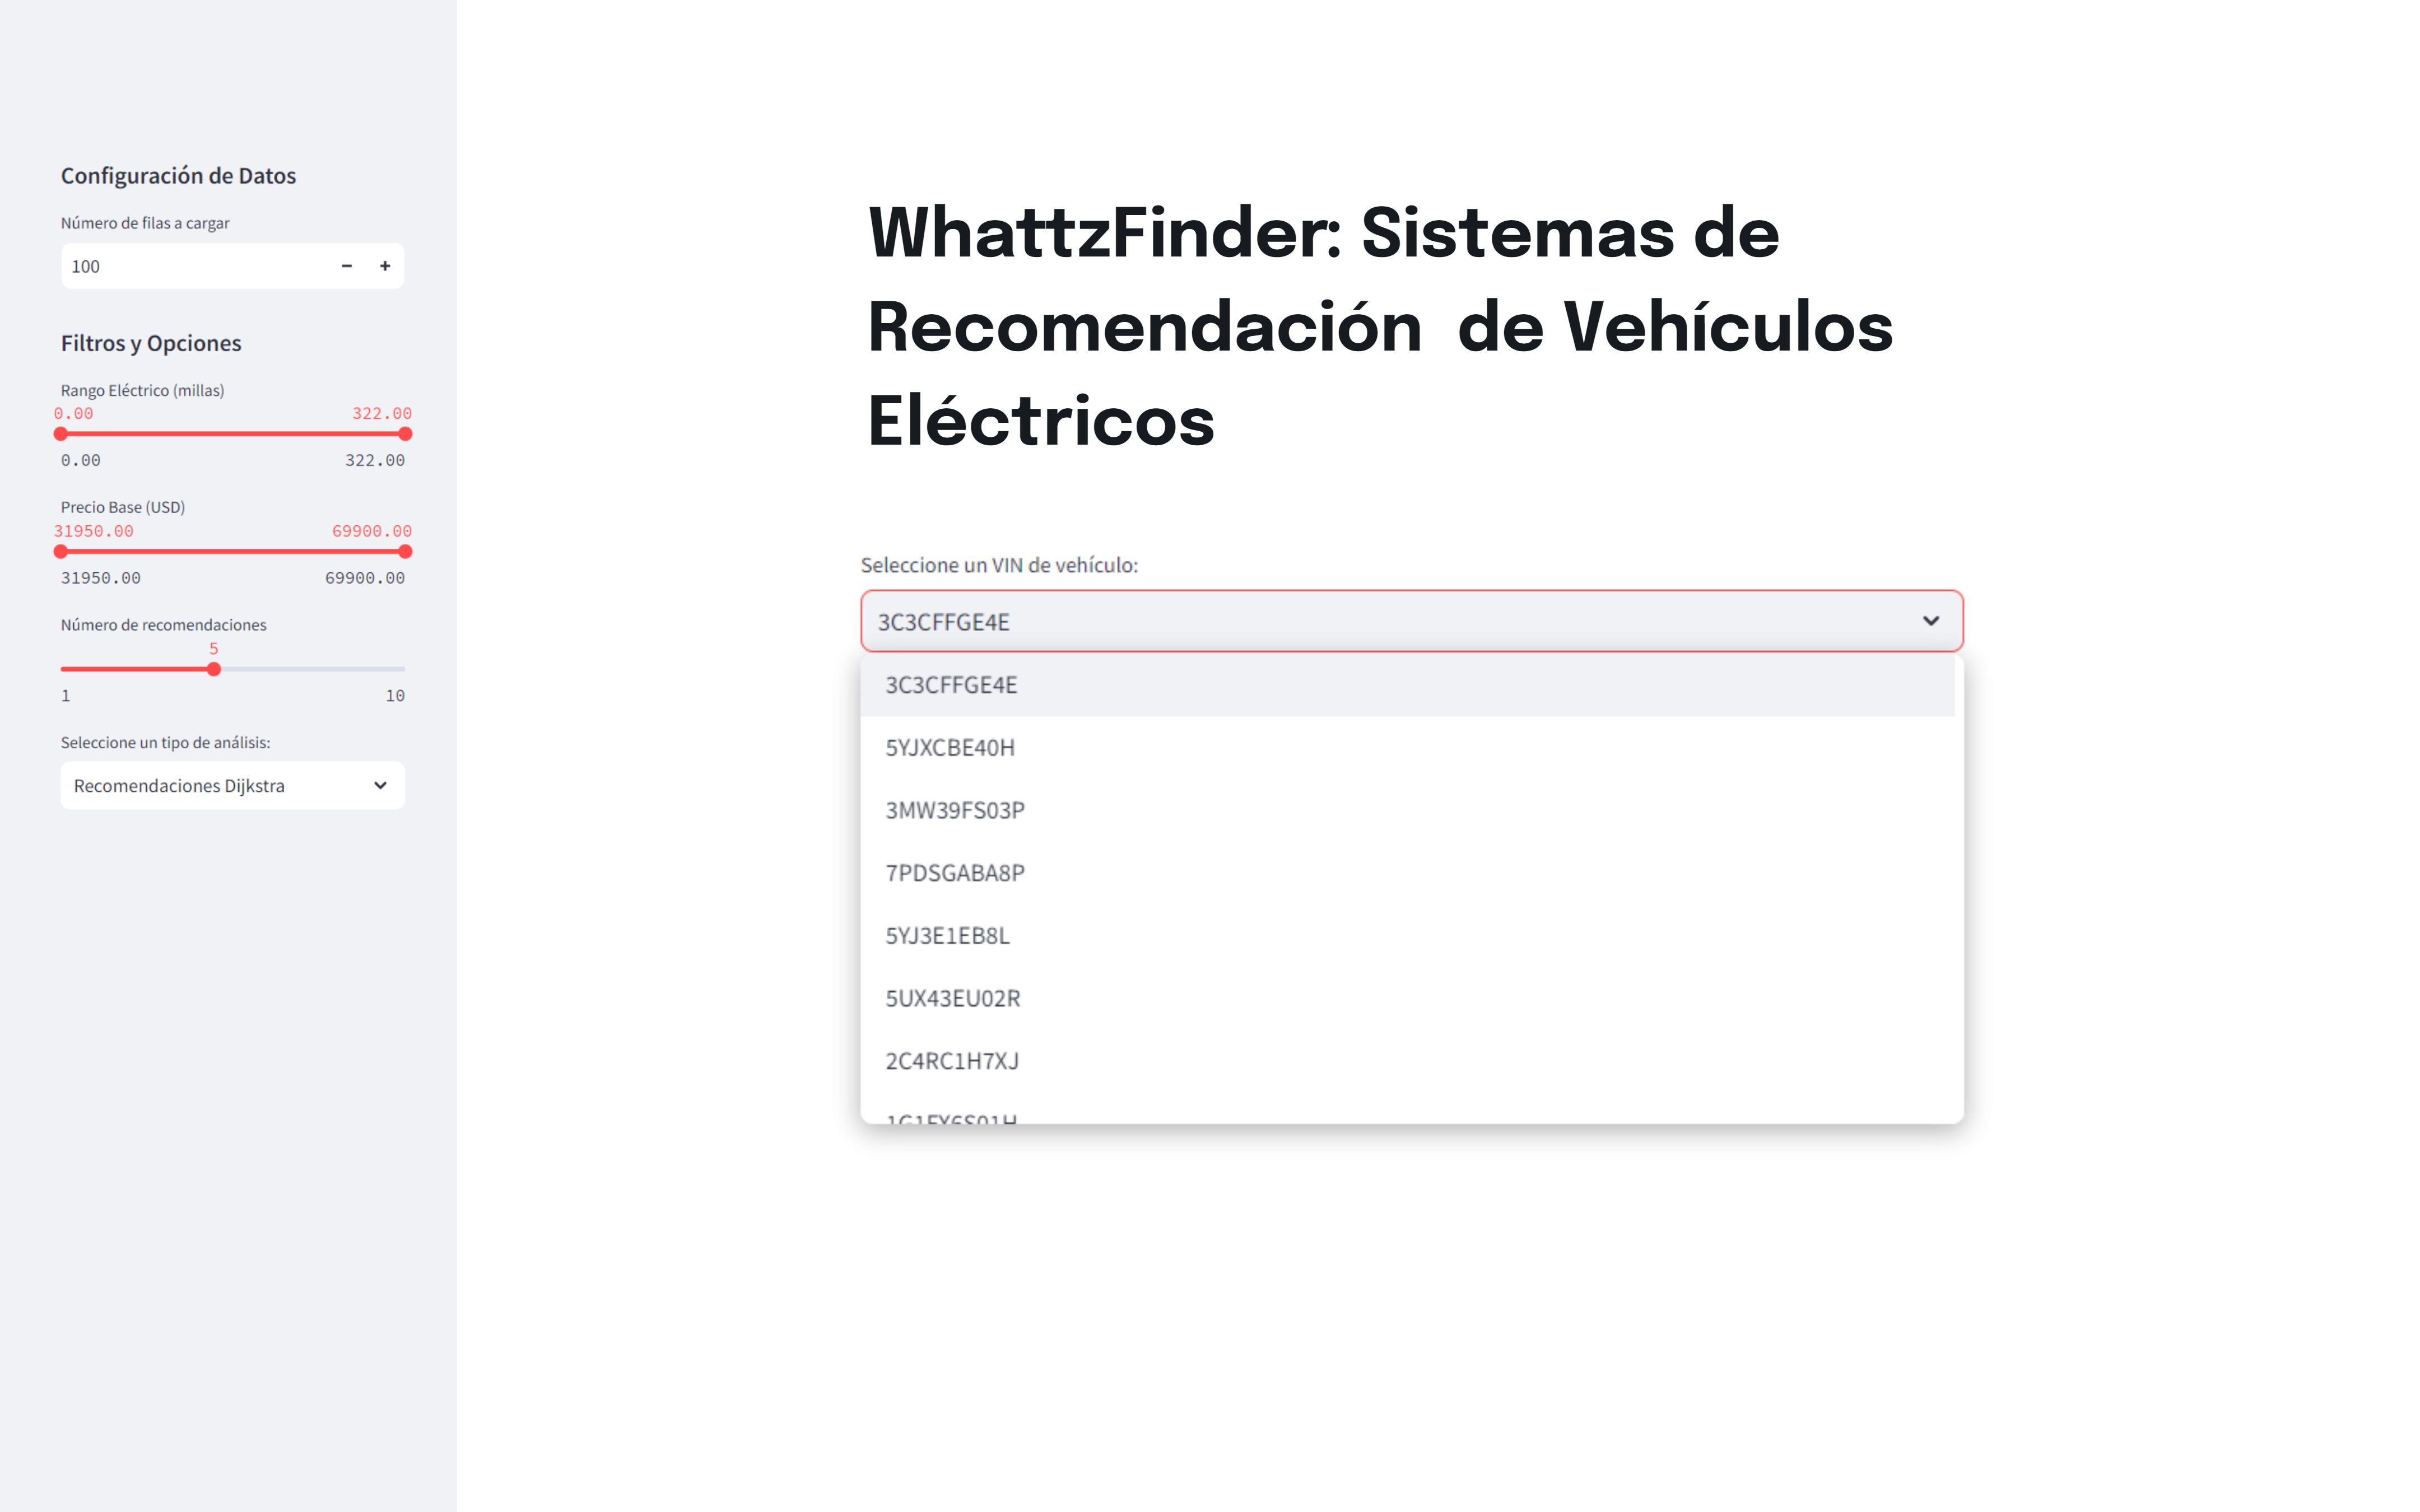 Configuración de Datos
Número de filas a cargar
100
Filtros y Opciones
Rango Eléctrico (millas)
0.00 322.00
0.00 322.00
Precio Base (USD)
31950.00 69900.00
31950.00 69900.00
Número de recomendaciones
5
1 10
Seleccione un tipo de análisis:
Recomendaciones Dijkstra
WhattzFinder: Sistemas de
Recomendación de Vehículos
Eléctricos
Seleccione un VIN de vehículo:
3C3CFFGE4E
3C3CFFGE4E
5YJXCBE40H
3MW39FS03P
7PDSGABA8P
5YJ3E1EB8L
5UX43EU02R
2C4RC1H7XJ